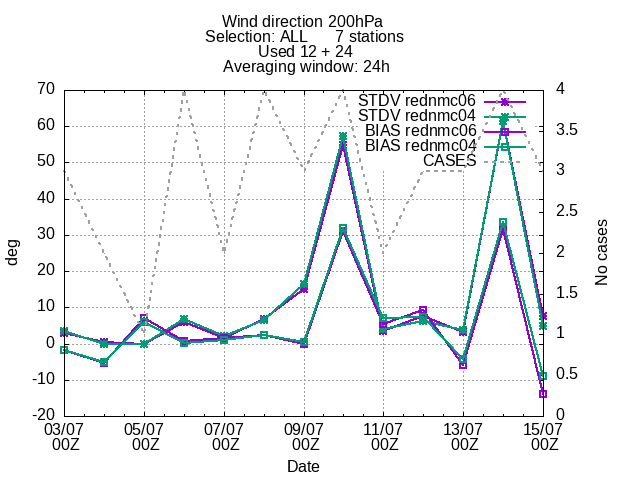 Wind direction 200hPa
Selection: ALL      7 stations
Used 12 + 24
Averaging window: 24h
STDV rednmc06
STDV rednmc04
BIAS rednmc06
BIAS rednmc04
CASES
70
60
50
40
30
20
10
0
-10
-20
deg
4
3.5
3
2.5
2
1.5
1
0.5
0
No cases
03/07 05/07 07/07 09/07 11/07 13/07 15/07
00Z 00Z 00Z 00Z 00Z 00Z 00Z
Date